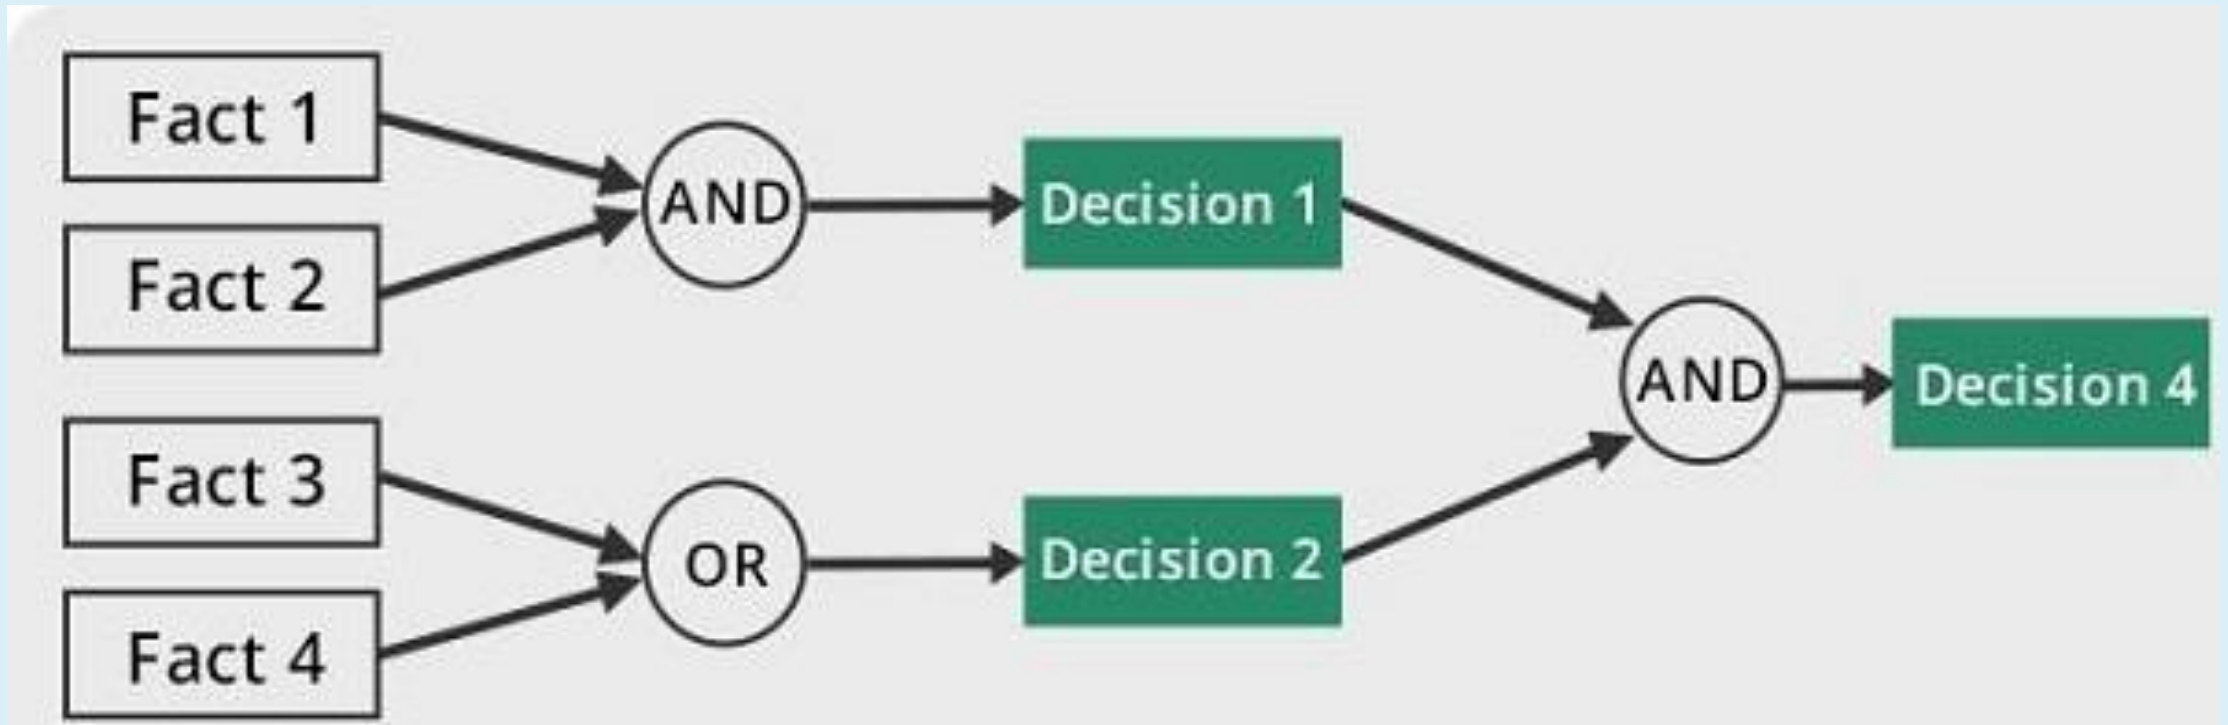 Fact 1
Fact 2
AND
Decision 1
Fact 3
Fact 4
OR
Decision 2
AND
Decision 4